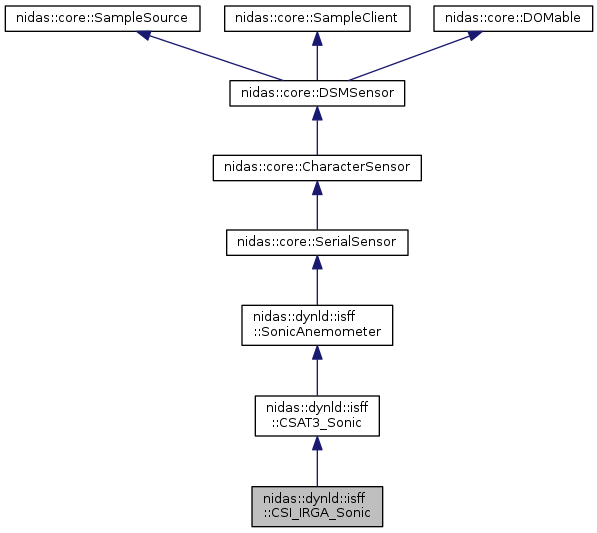 nidas::core::SampleSource
nidas::core::SampleClient
nidas::core::DOMable
nidas::core::DSMSensor
nidas::core::CharacterSensor
nidas::core::SerialSensor
nidas::dynld::isff
::SonicAnemometer
nidas::dynld::isff
::CSAT3_Sonic
nidas::dynld::isff
::CSI_IRGA_Sonic